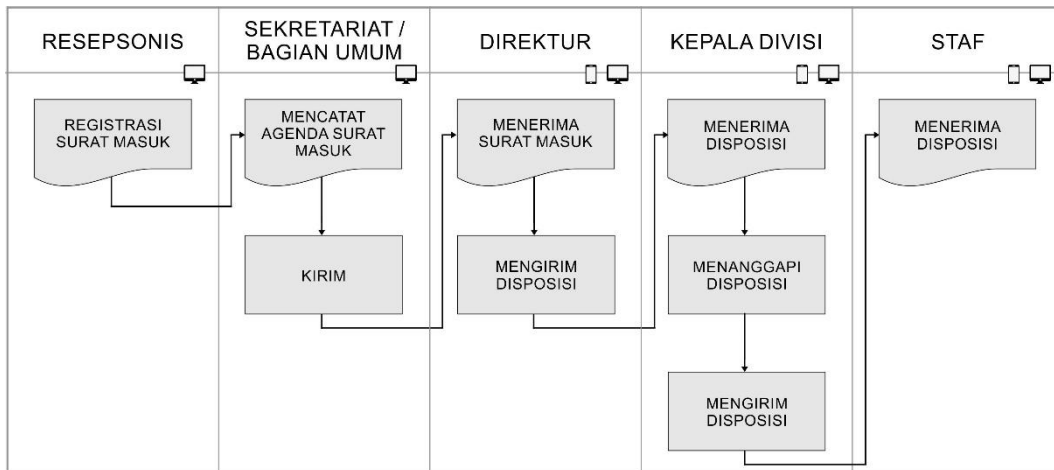 RESEPSONIS
SEKRETARIAT /
BAGIAN UMUM
DIREKTUR
KEPALA DIVISI
STAF
REGISTRASI
SURAT MASUK
MENCATAT
AGENDA SURAT
MASUK
MENERIMA
SURAT MASUK
MENERIMA
DISPOSISI
MENERIMA
DISPOSISI
KIRIM
MENGIRIM
DISPOSISI
MENANGGAPI
DISPOSISI
MENGIRIM
DISPOSISI